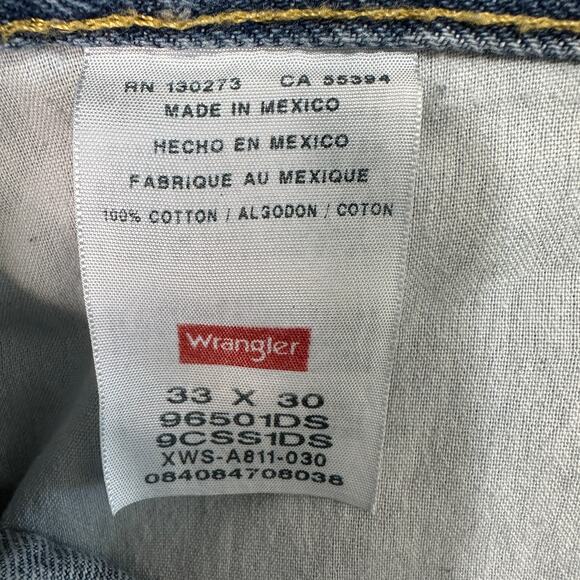 RN 130273 CA 55394
MADE IN MEXICO
HECHO EN MEXICO
FABRIQUE AU MEXIQUE
100% COTTON / ALGODON / COTON
Wrangler
33 X 30
96501DS
9CSS1DS
XWS-A811-030
084084708038